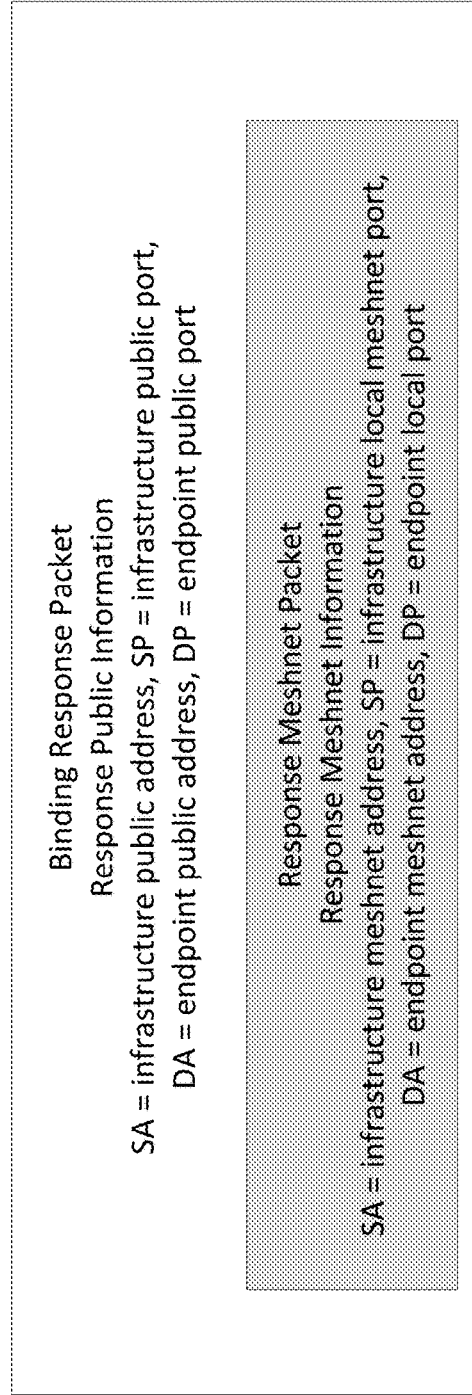 Binding Response Packet
Response Public Information
SA = infrastructure public address, SP = infrastructure public port,
DA = endpoint public address, DP = endpoint public port
Response Meshnet Packet
Response Meshnet Information
SA = infrastructure meshnet address, SP = infrastructure local meshnet port,
DA = endpoint meshnet address, DP = endpoint local port